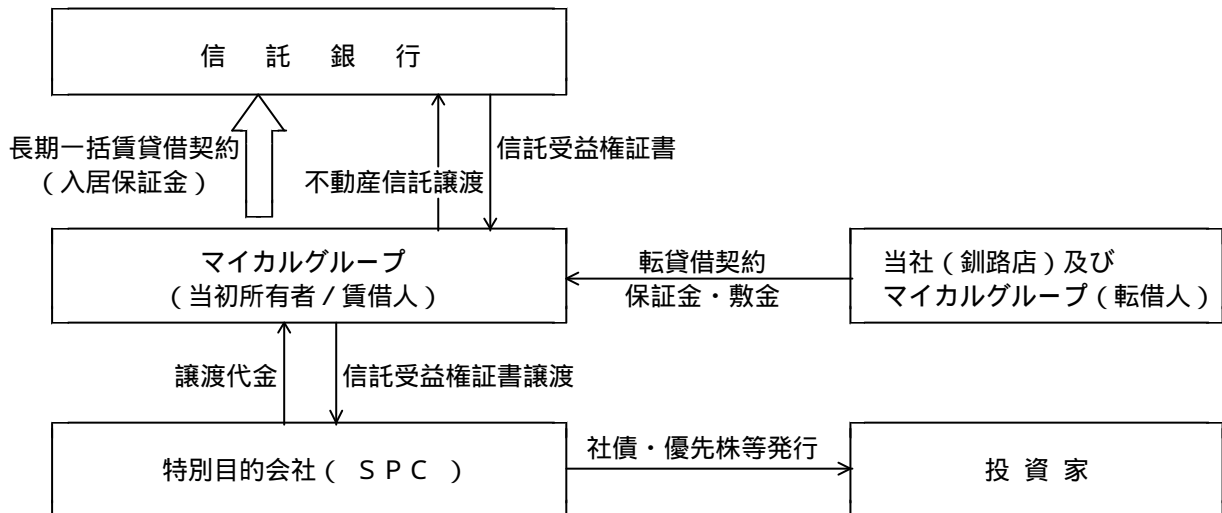 信託銀行
長期一括賃貸借契約
（入居保証金）
不動産信託譲渡
信託受益権証書
マイカルグループ
（当初所有者／賃借人）
転貸借契約
保証金・敷金
当社（釧路店）及び
マイカルグループ（転借人）
譲渡代金
信託受益権証書譲渡
特別目的会社（ＳＰＣ）
社債・優先株等発行
投資家